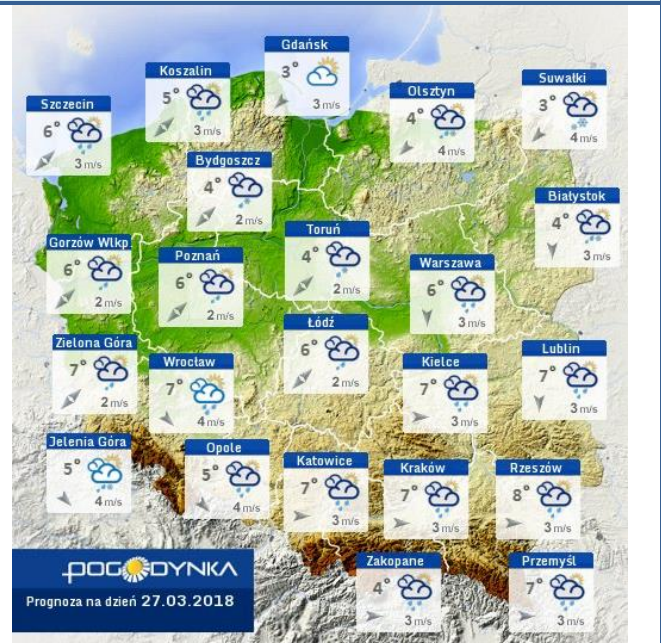 Gdańsk
3°
3 m/s
Koszalin
5°
3 m/s
Szczecin
6°
3 m/s
Olsztyn
4°
4 m/s
Suwałki
3°
4 m/s
Bydgoszcz
4°
2 m/s
Białystok
4°
3 m/s
Gorzów Wlkp.
6°
2 m/s
Poznań
6°
2 m/s
Toruń
4°
2 m/s
Warszawa
6°
3 m/s
Zielona Góra
7°
2 m/s
Wrocław
7°
4 m/s
Łódź
6°
2 m/s
Kielce
7°
3 m/s
Lublin
7°
3 m/s
Jelenia Góra
5°
4 m/s
Opole
5°
4 m/s
Katowice
7°
3 m/s
Kraków
7°
3 m/s
Rzeszów
8°
3 m/s
Zakopane
4°
3 m/s
Przemyśl
7°
3 m/s
POGODYNKA
Prognoza na dzień 27.03.2018